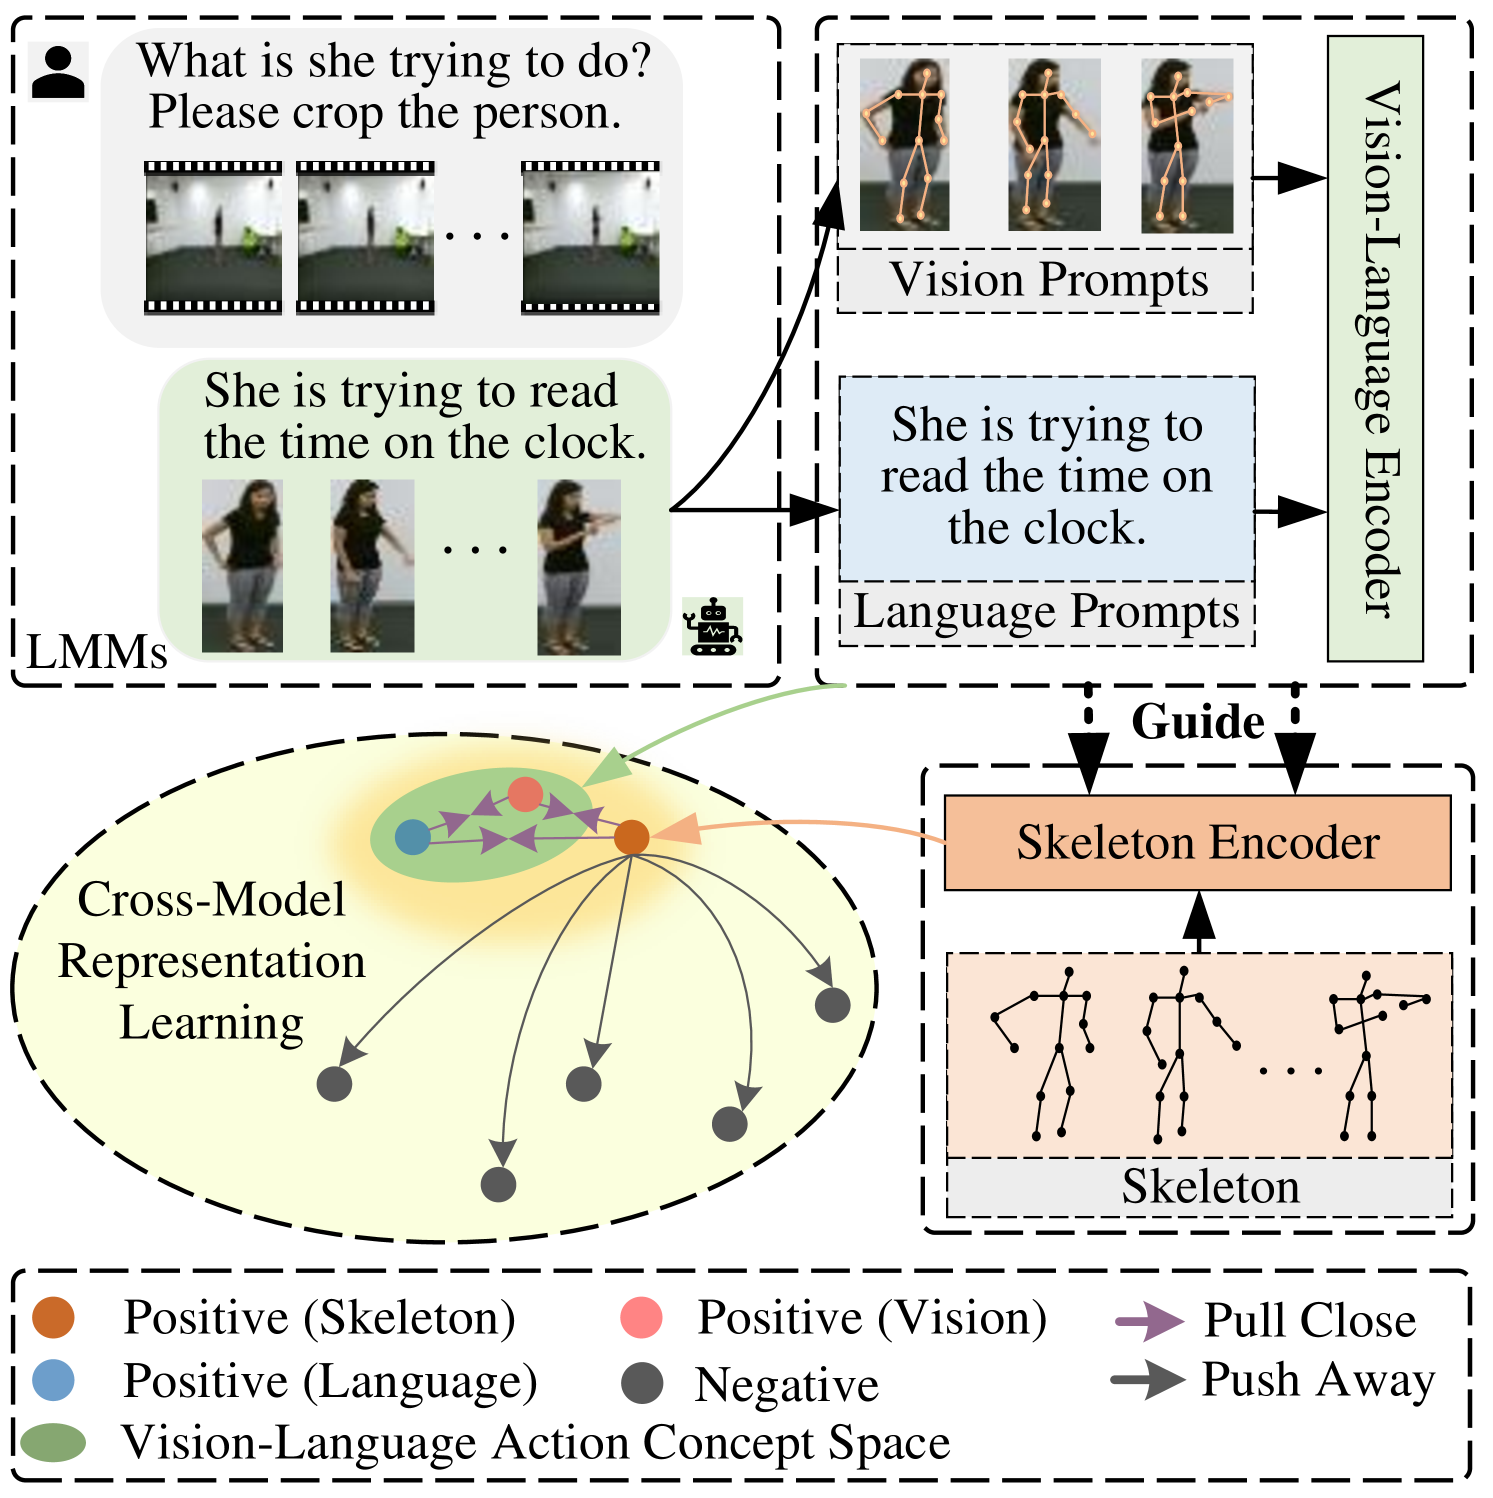 What is she trying to do?
Please crop the person.
She is trying to read
the time on the clock.
LMMs
Vision Prompts
She is trying to
read the time on
the clock.
Language Prompts
Vision-Language Encoder
Guide
Skeleton Encoder
Skeleton
Cross-Model
Representation
Learning
Positive (Skeleton)
Positive (Vision)
Pull Close
Positive (Language)
Negative
Push Away
Vision-Language Action Concept Space